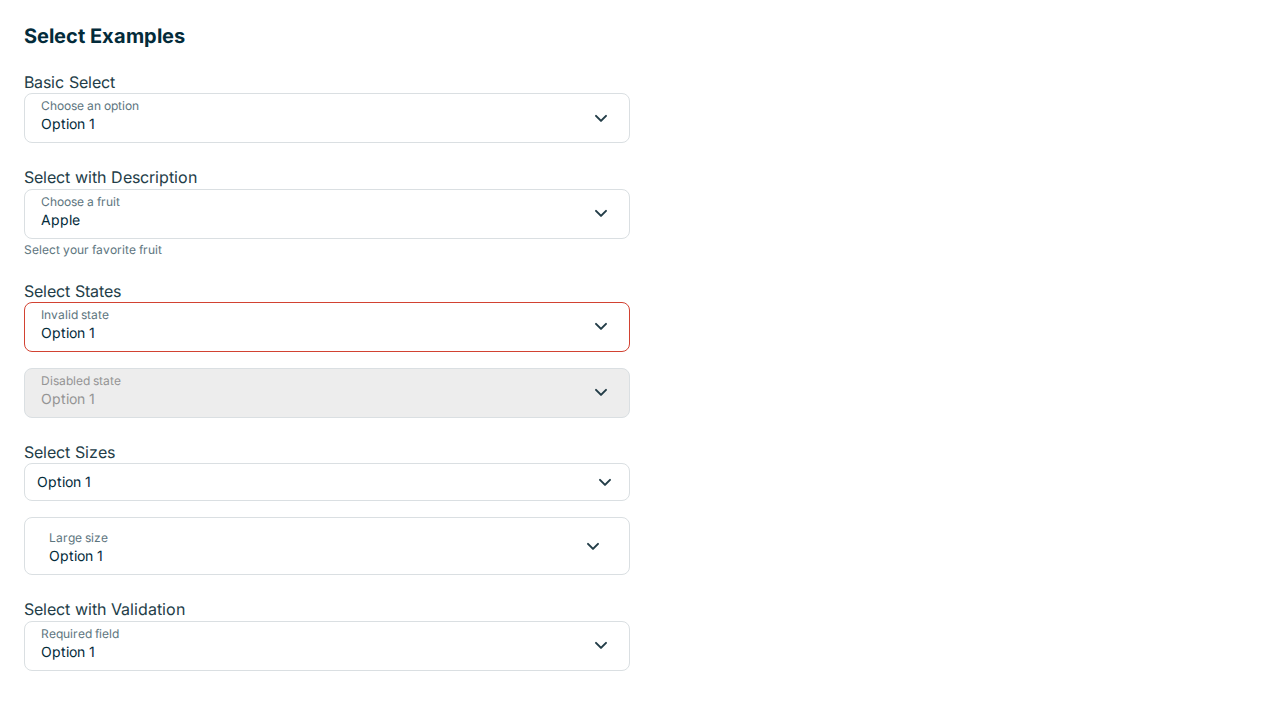 Select Examples
Basic Select
Choose an option
Option 1
Select with Description
Choose a fruit
Apple
Select your favorite fruit
Select States
Invalid state
Option 1
Disabled state
Option 1
Select Sizes
Option 1
Large size
Option 1
Select with Validation
Required field
Option 1